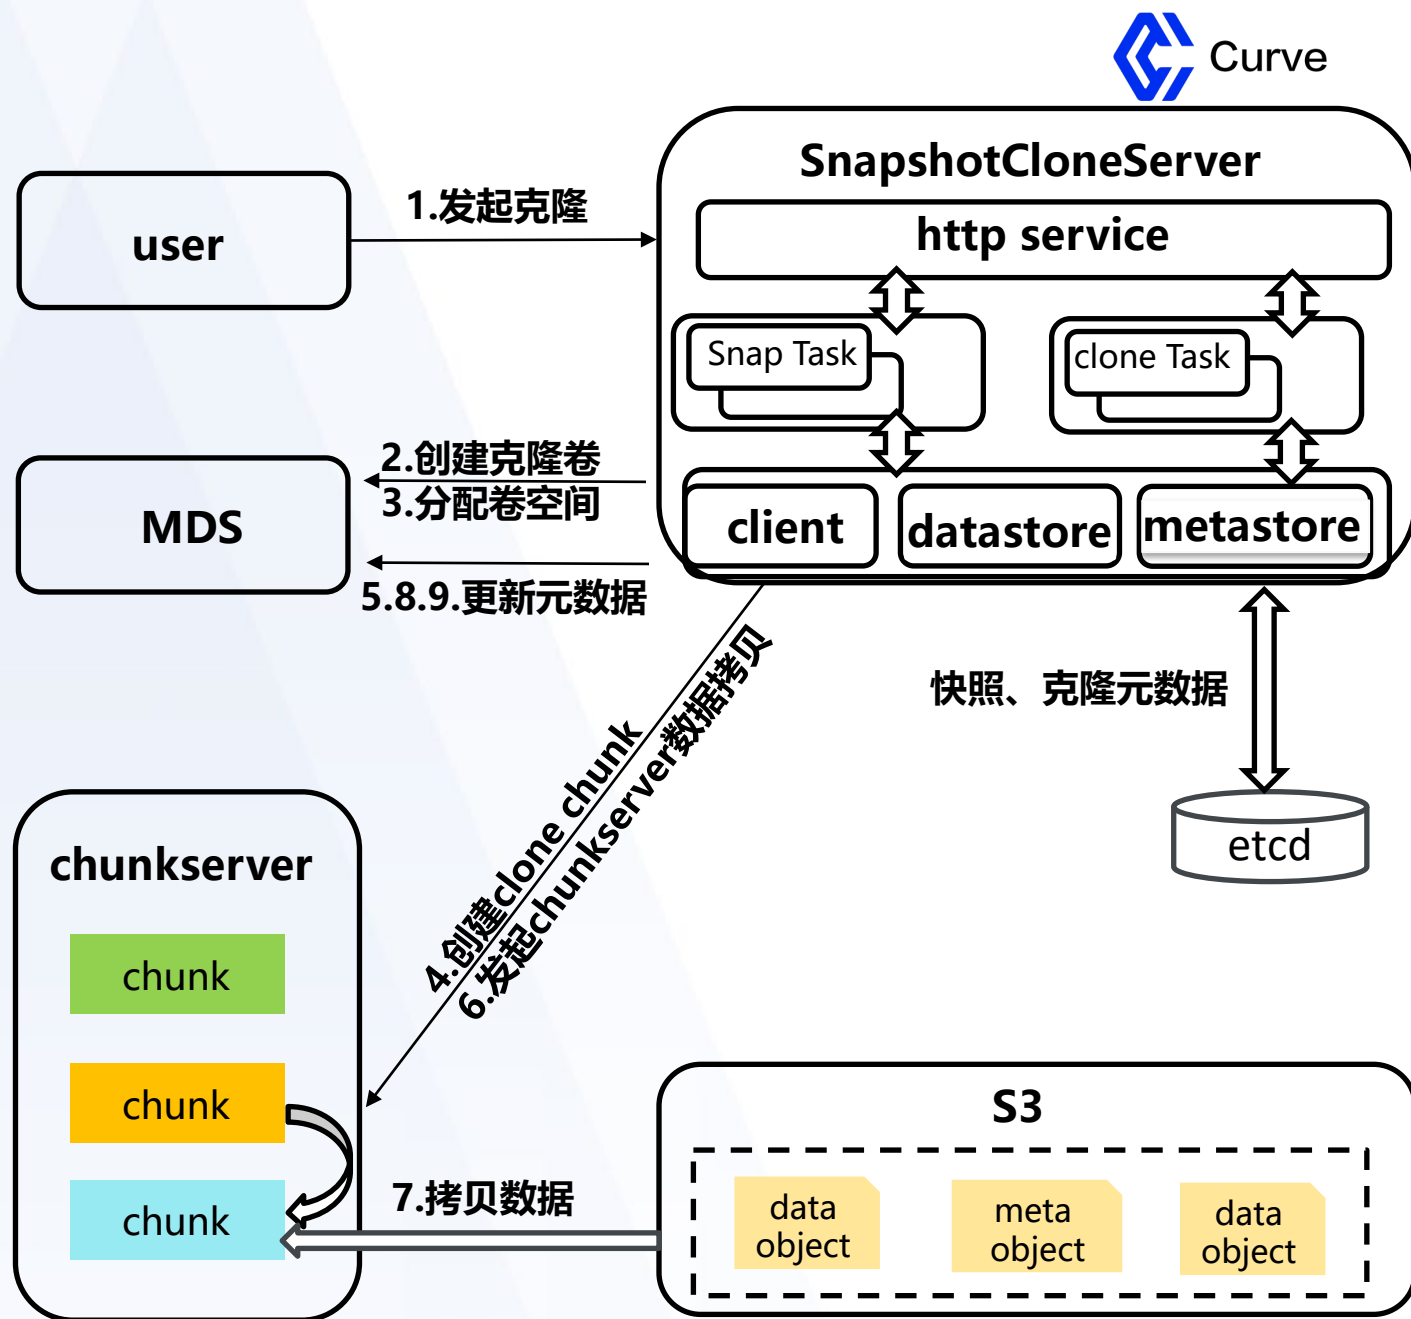 Curve
SnapshotCloneServer
http service
user
1.发起克隆
Snap Task
clone Task
2.创建克隆卷
3.分配卷空间
MDS
client
datastore
metastore
5.8.9.更新元数据
4.创建clone chunk
6.发起chunkserver数据拷贝
快照、克隆元数据
etcd
chunkserver
chunk
chunk
chunk
7.拷贝数据
S3
data
object
meta
object
data
object